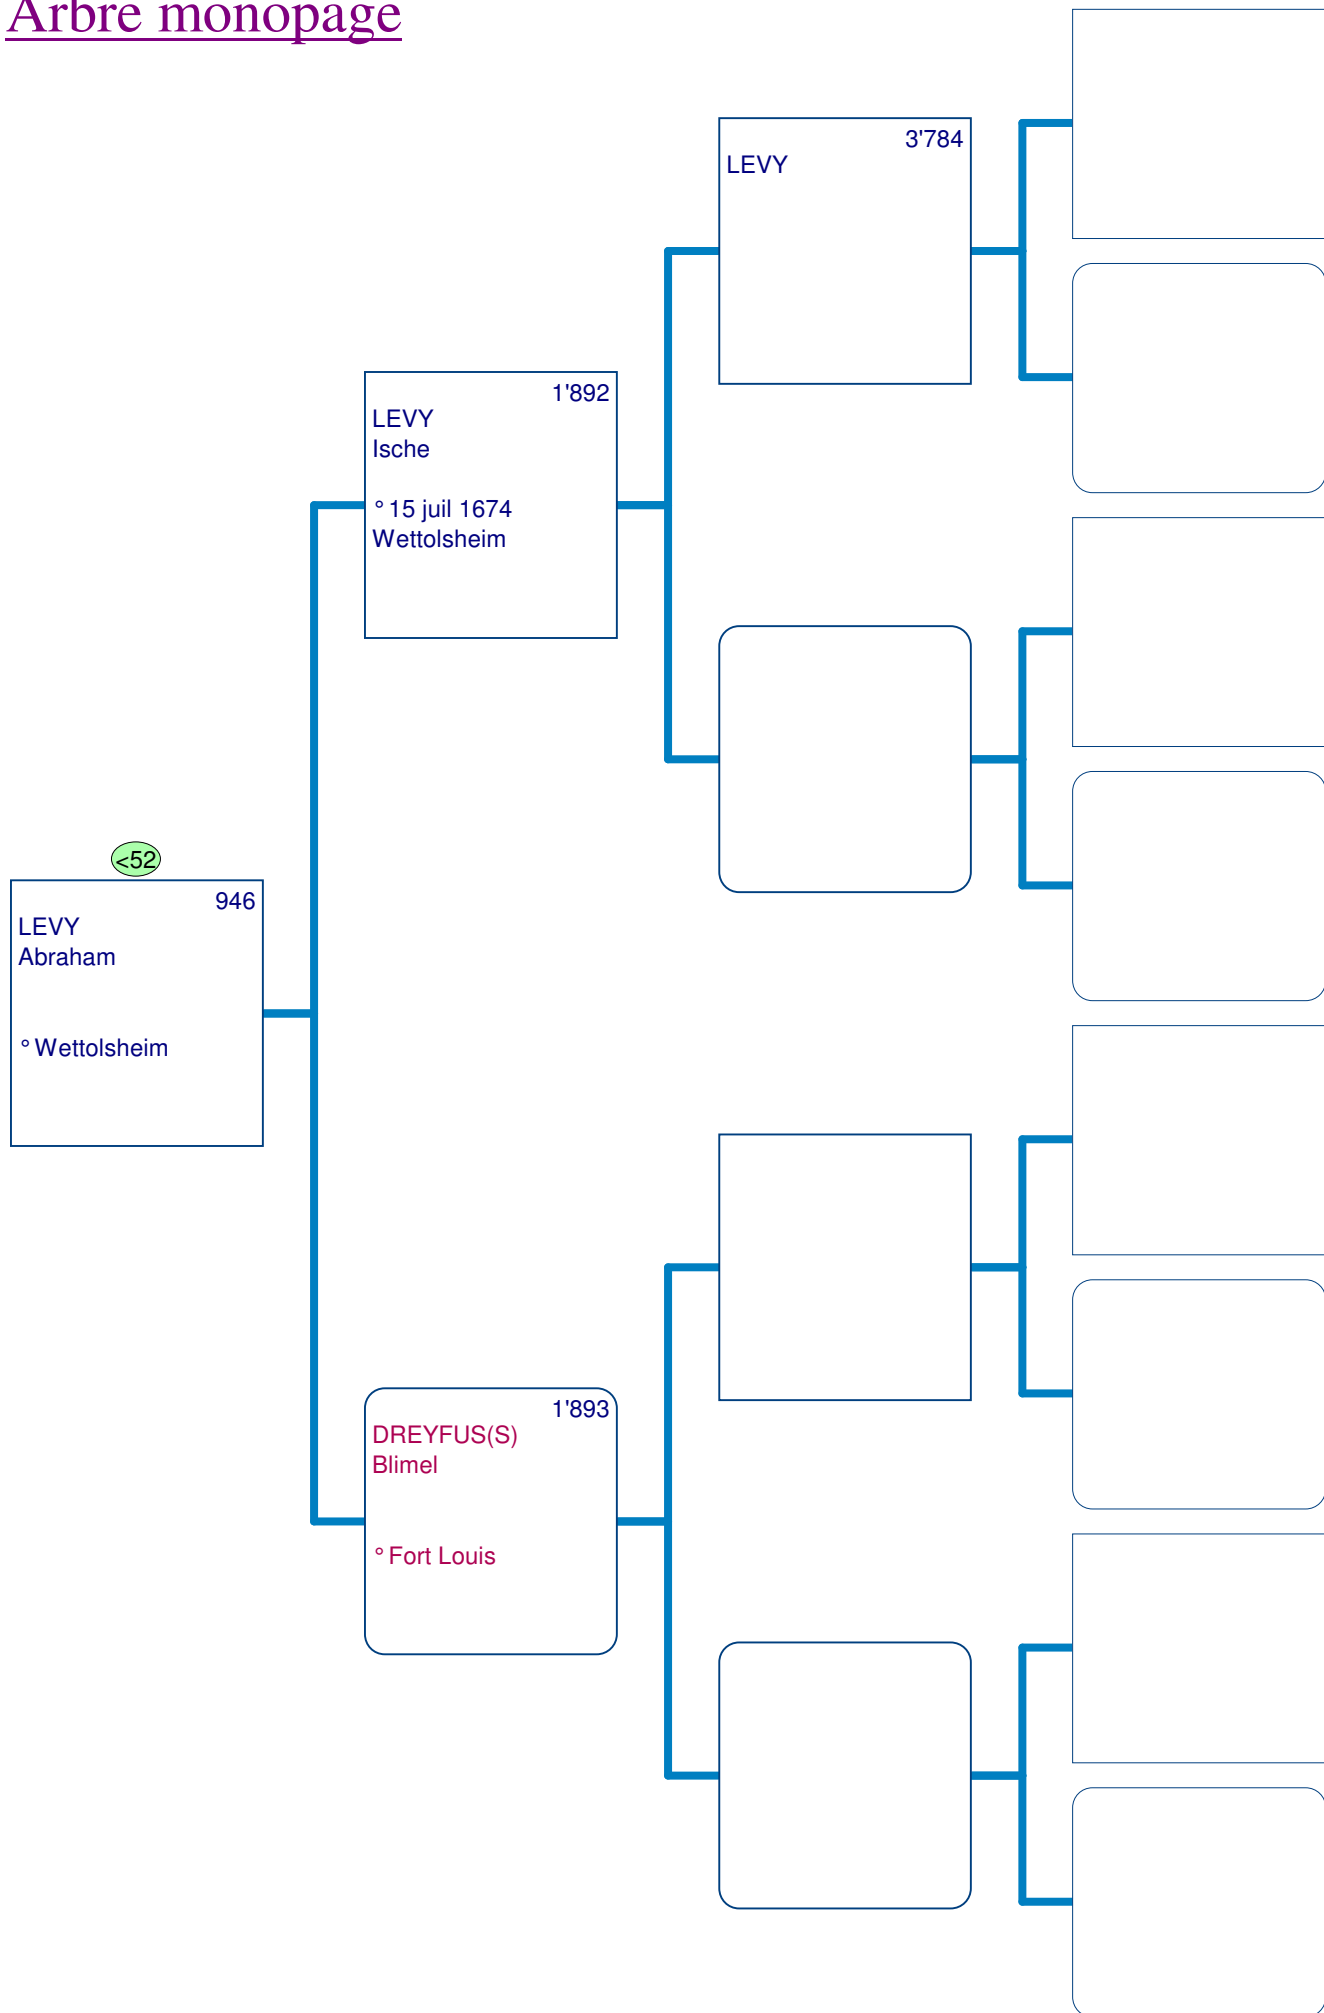 Arbre monopage
3'784
LEVY
1'892
LEVY
Ische
° 15 juil 1674
Wettolsheim
<52
946
LEVY
Abraham
° Wettolsheim
1'893
DREYFUS(S)
Blimel
° Fort Louis